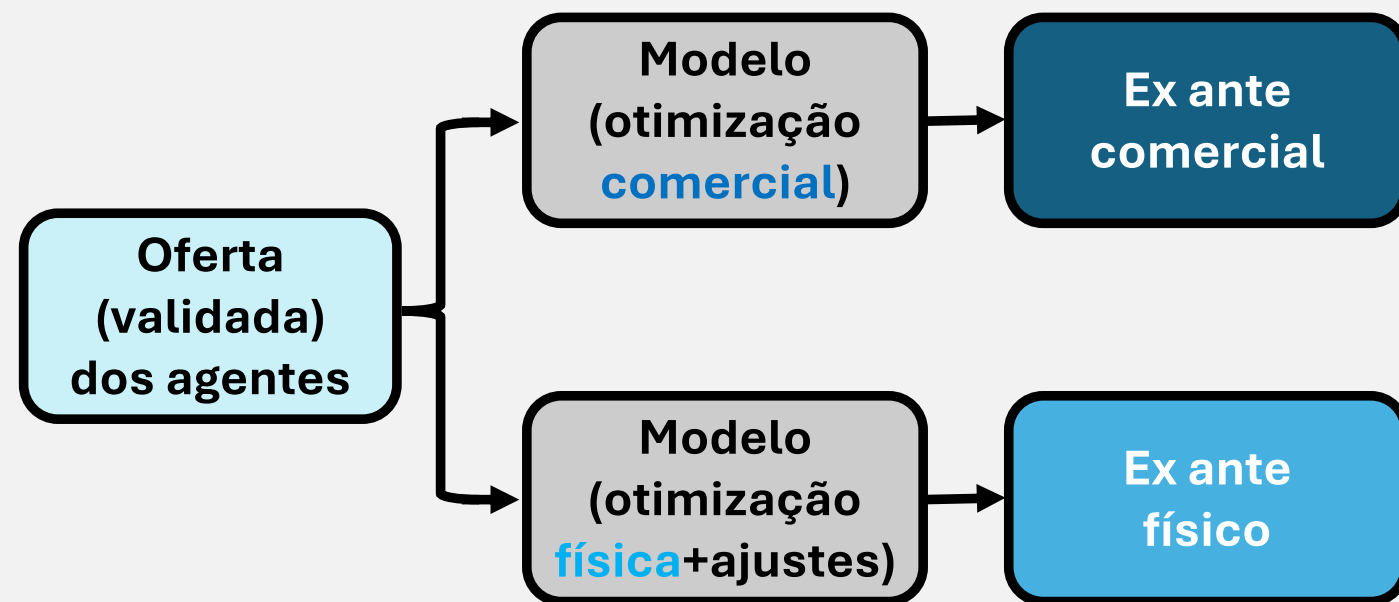 Oferta
(validada)
dos agentes
Modelo
(otimização
comercial)
Ex ante
comercial
Modelo
(otimização
física+ajustes)
Ex ante
físico